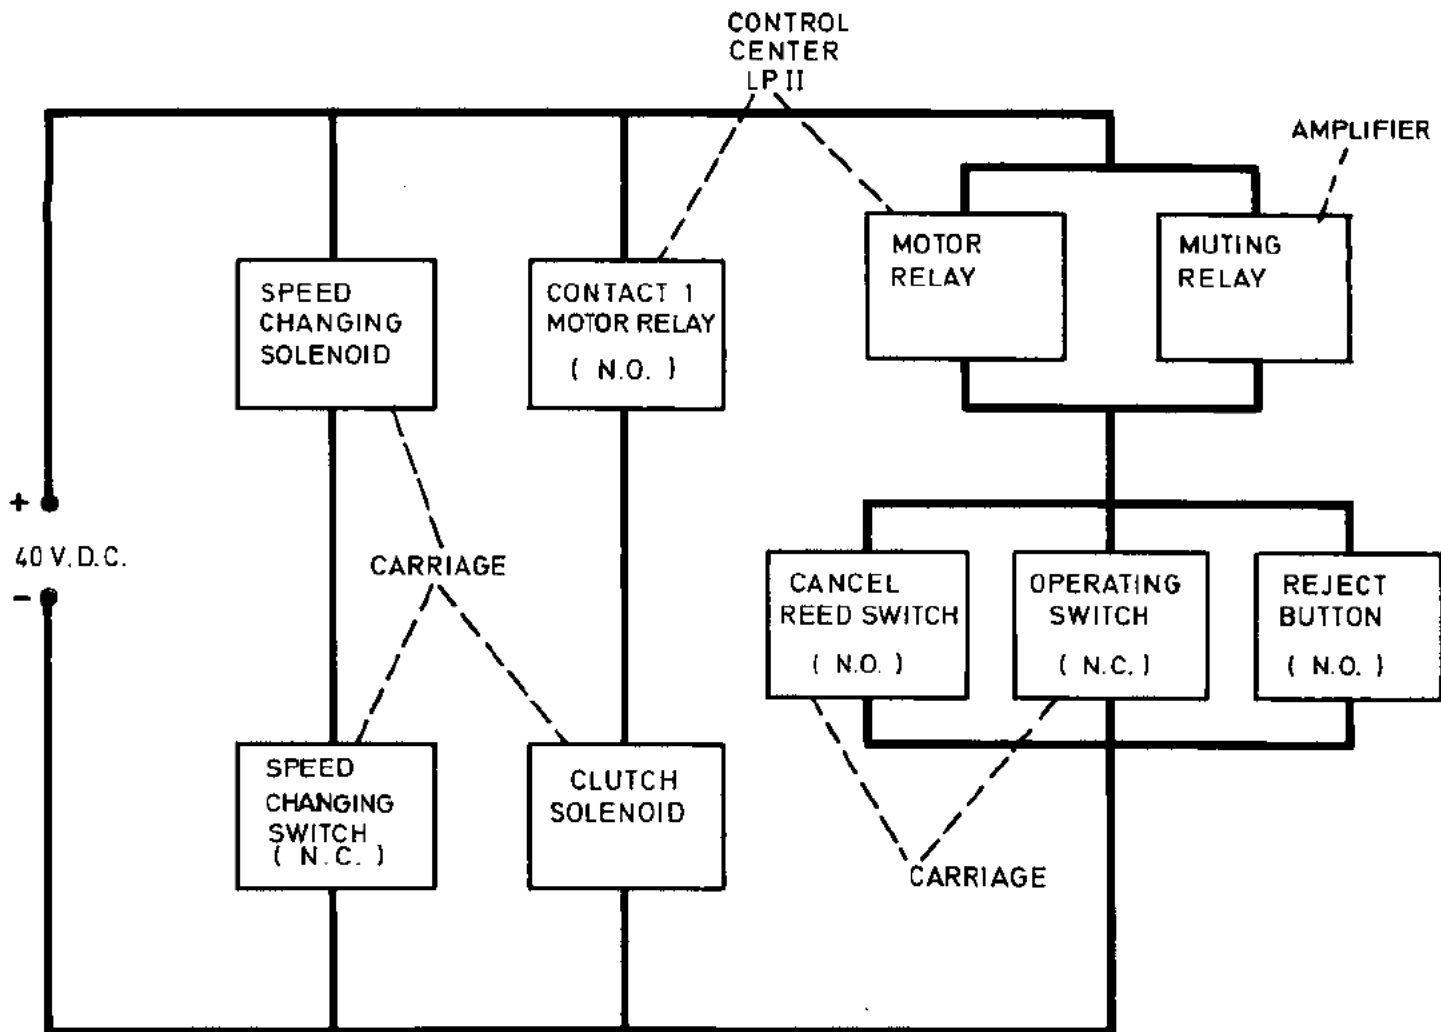 CONTROL
CENTER
LP II
AMPLIFIER
MOTOR
RELAY
MUTING
RELAY
SPEED
CHANGING
SOLENOID
CONTACT 1
MOTOR RELAY
( N.O. )
+
40 V.D.C.
-
CARRIAGE
CANCEL
REED SWITCH
( N.O. )
OPERATING
SWITCH
( N.C. )
REJECT
BUTTON
( N.O. )
SPEED
CHANGING
SWITCH
( N.C. )
CLUTCH
SOLENOID
CARRIAGE